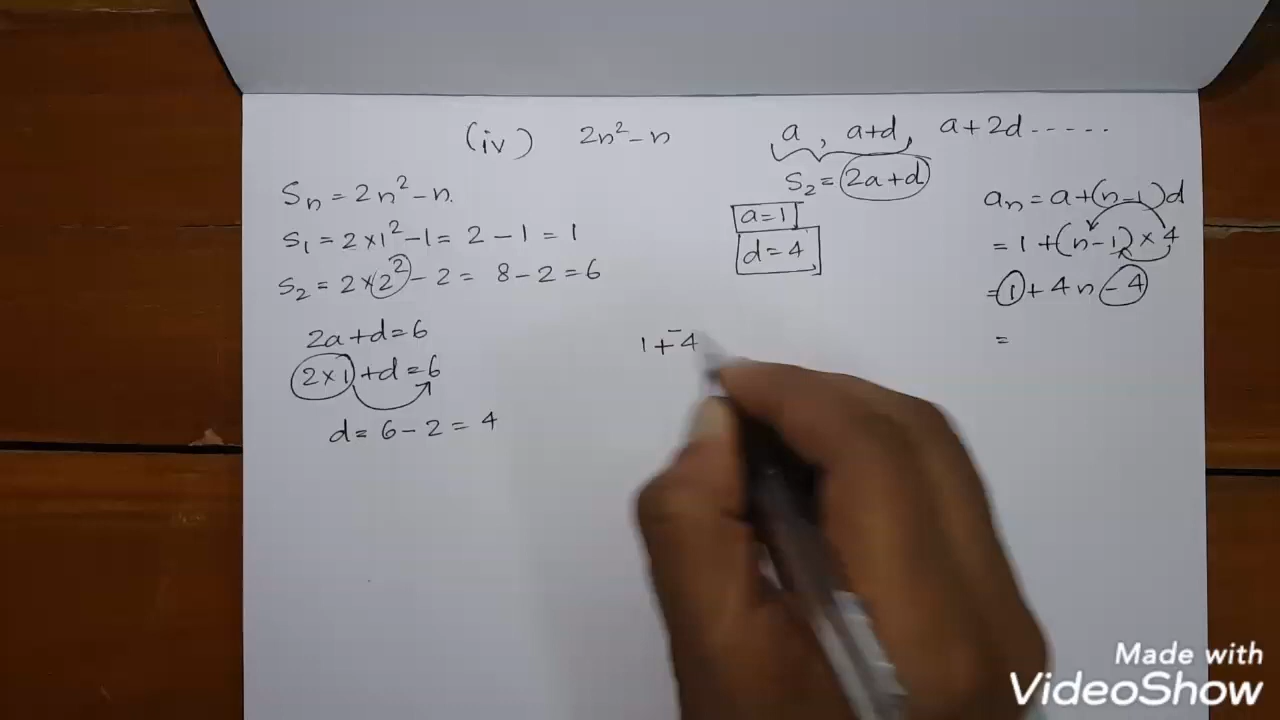 (iv) 2n²-n
a, a+d, a+2d-----
S₂=2a+d
Sₙ=2n²-n.
S₁=2×1²-1=2-1=1
S₂=2×2²-2=8-2=6
2a+d=6
2×1+d=6
d=6-2=4
a=1
d=4
aₙ=a+(n-1)d
=1+(n-1)×4
=1+4n-4
=
1+⁻4
Made with
VideoShow